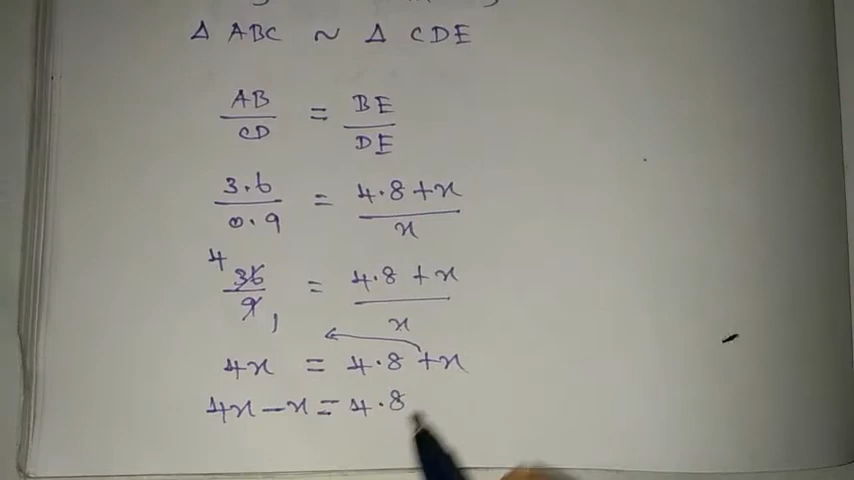 Δ ABC ~ Δ CDE
AB/CD = BE/DE
3.6/0.9 = 4.8+x/x
4 36/9 1 = 4.8+x/x
4x = 4.8+x
4x-x=4.8